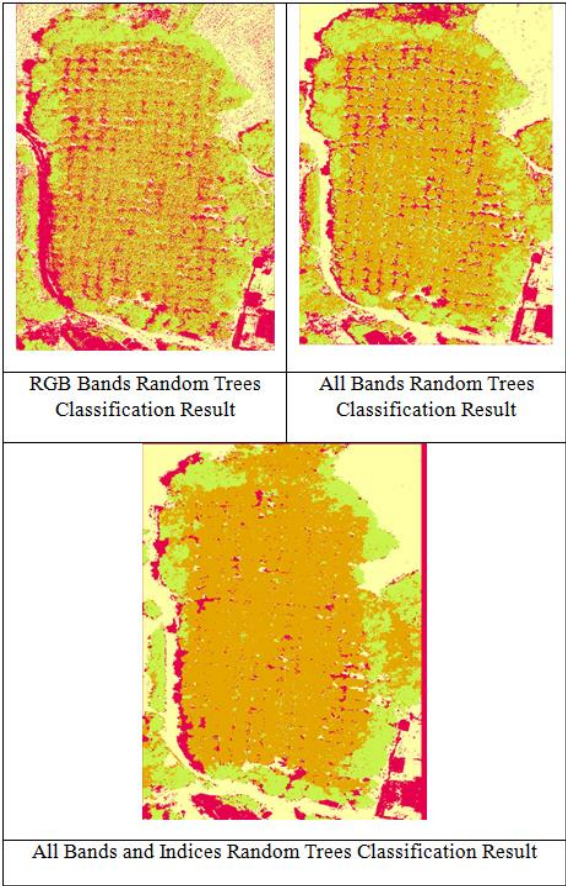 RGB Bands Random Trees
Classification Result
All Bands Random Trees
Classification Result
All Bands and Indices Random Trees Classification Result